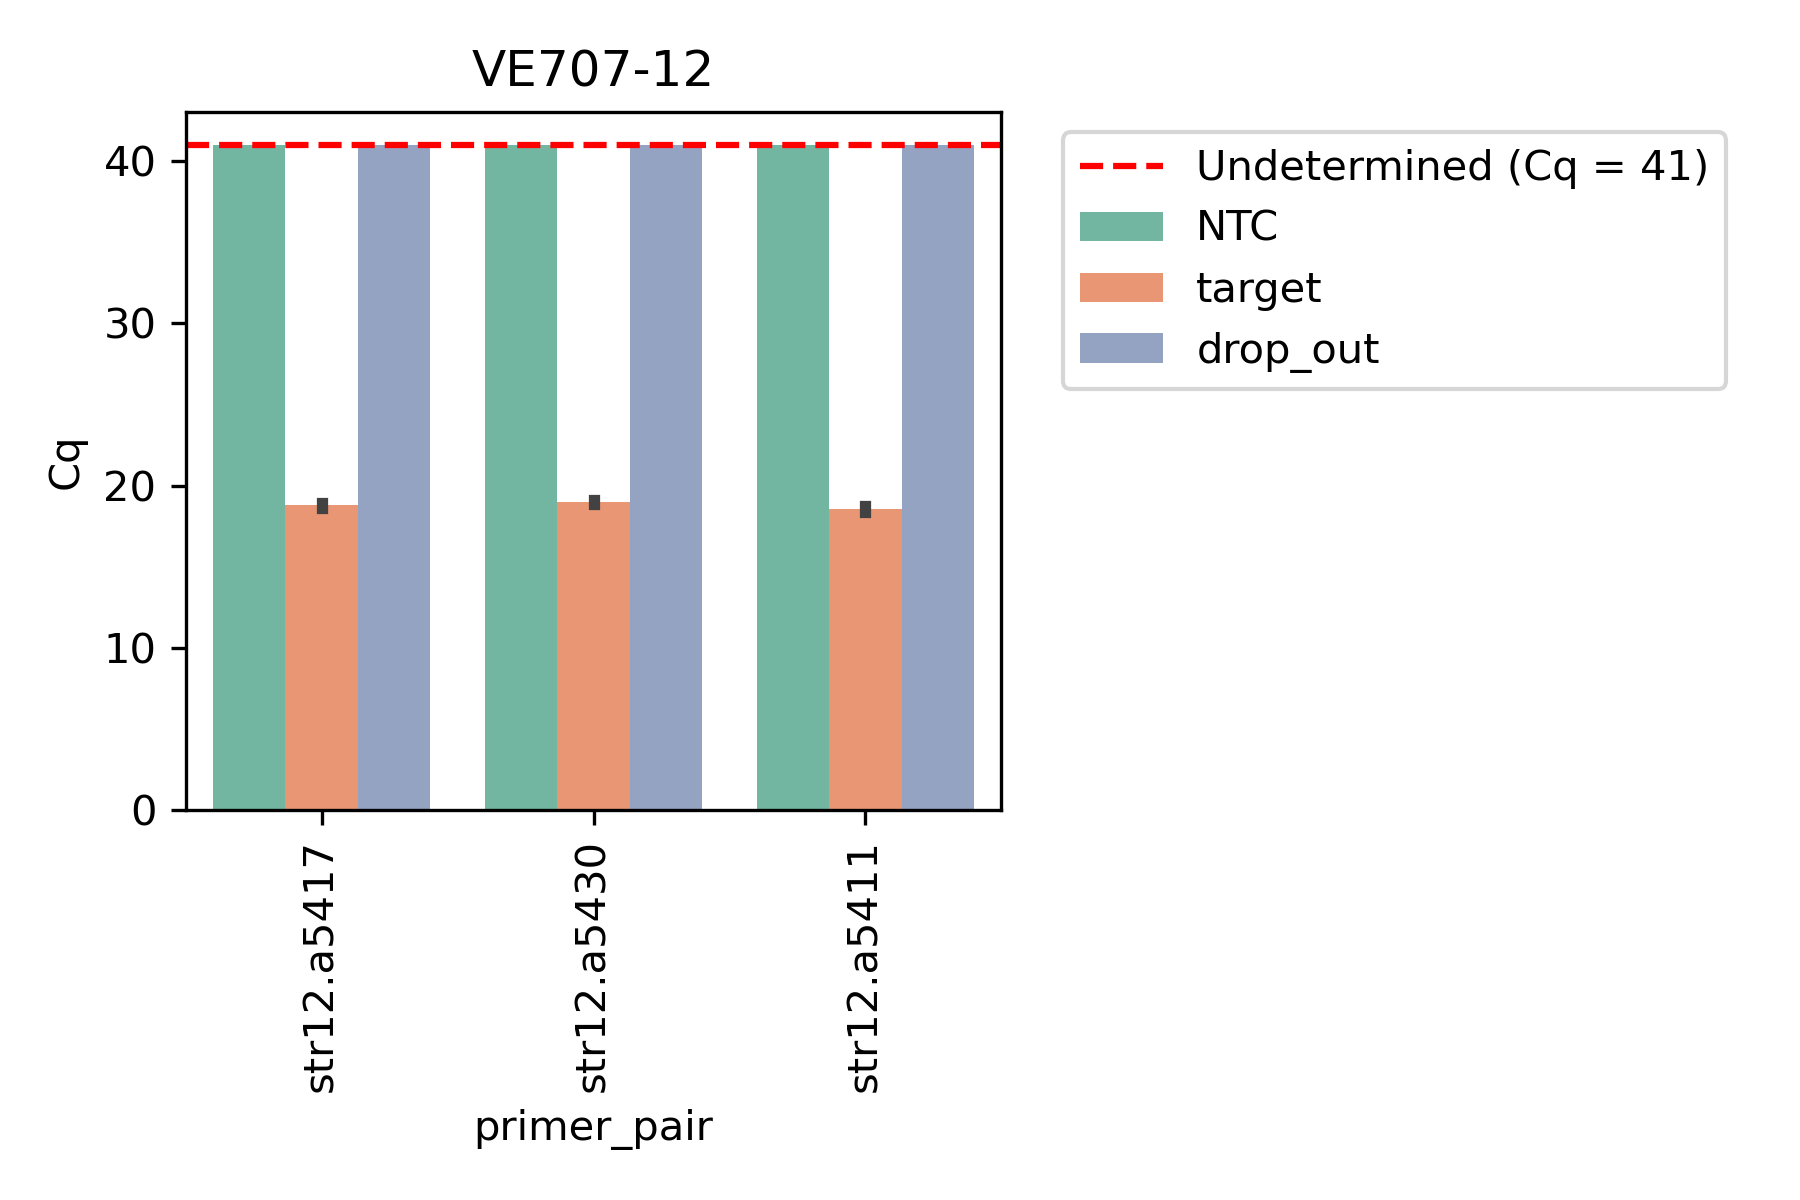 VE707-12
Cq
40
30
20
10
0
str12.a5417
str12.a5430
str12.a5411
primer_pair
Undetermined (Cq = 41)
NTC
target
drop_out